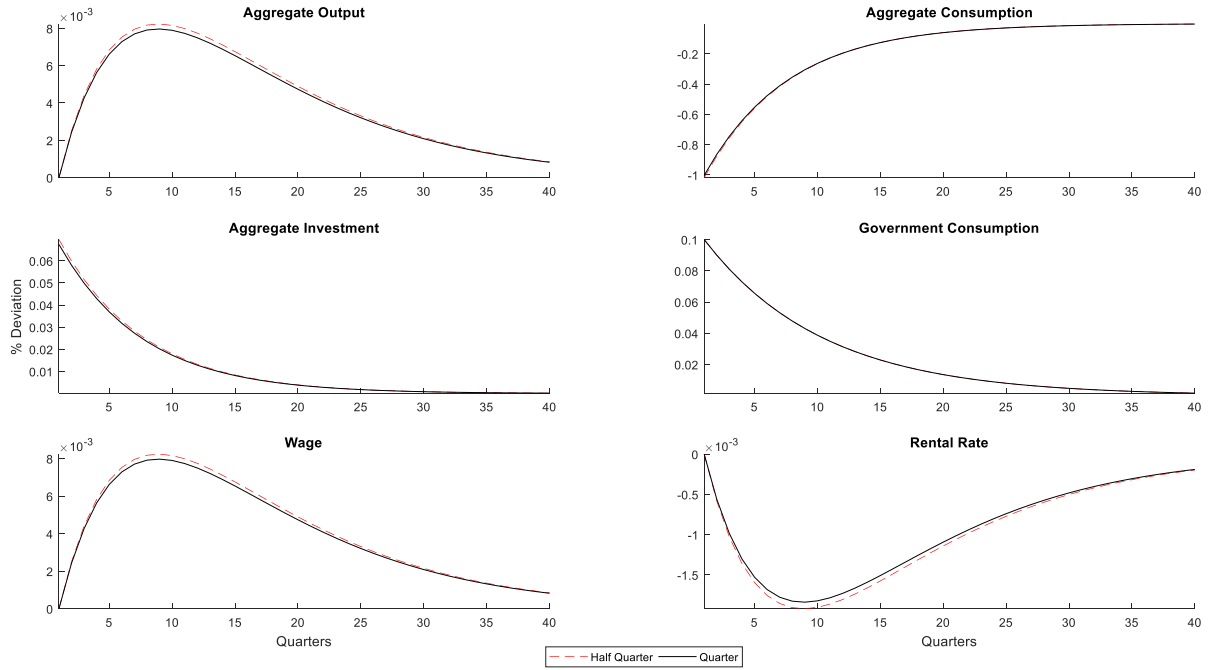 Aggregate Output
×10⁻³
8
6
4
2
0
5 10 15 20 25 30 35 40
Aggregate Consumption
-0.2
-0.4
-0.6
-0.8
-1
5 10 15 20 25 30 35 40
Aggregate Investment
% Deviation
0.06
0.05
0.04
0.03
0.02
0.01
5 10 15 20 25 30 35 40
Government Consumption
0.1
0.08
0.06
0.04
0.02
5 10 15 20 25 30 35 40
Wage
×10⁻³
8
6
4
2
0
5 10 15 20 25 30 35 40
Quarters
Rental Rate
×10⁻³
0
-0.5
-1
-1.5
5 10 15 20 25 30 35 40
Quarters
Half Quarter Quarter